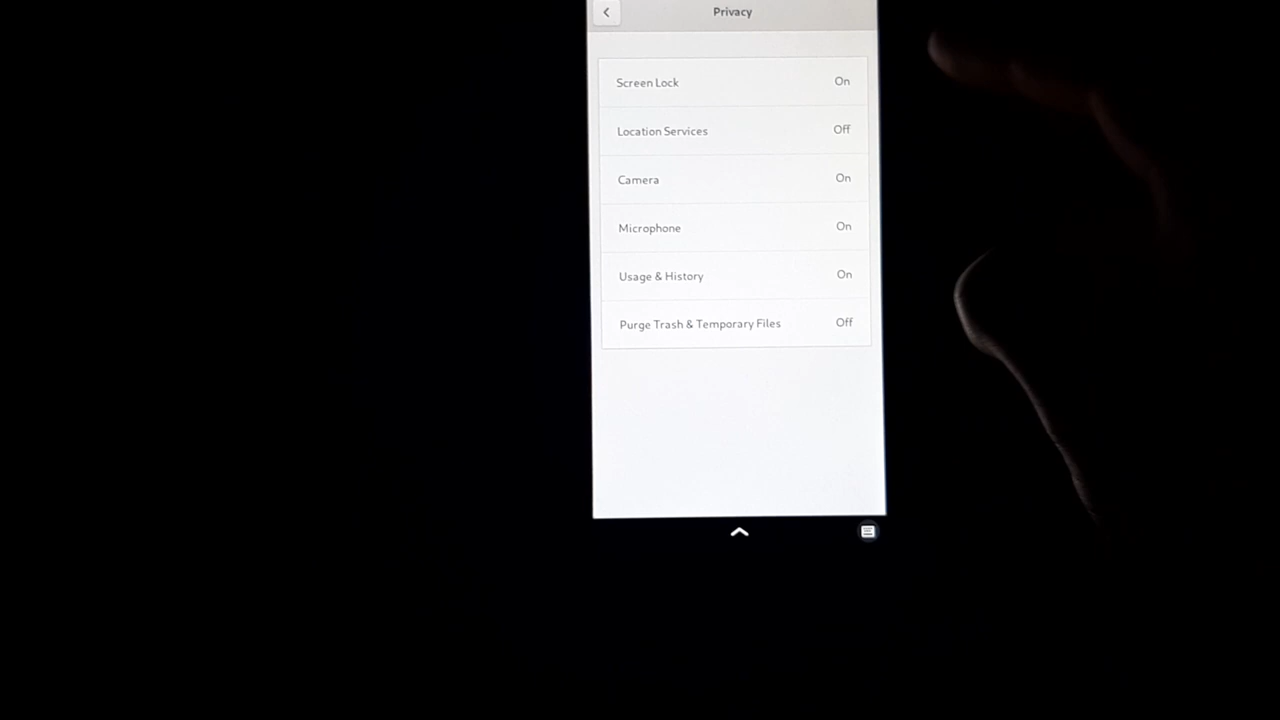 Privacy
Screen Lock On
Location Services Off
Camera On
Microphone On
Usage & History On
Purge Trash & Temporary Files Off